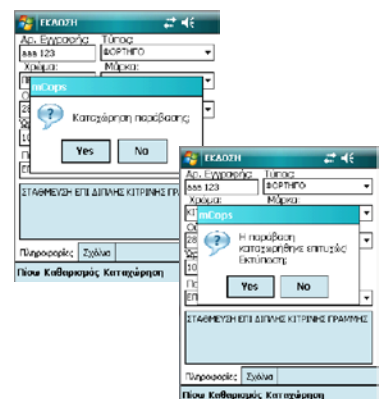 ΕΚΔΟΣΗ
Αρ. Εγγραφής: Τύπος:
aaa 123 ΦΟΡΤΗΓΟ
Χρώμα: Μάρκα:
mCops
Καταχώρηση παράβασης;
Yes No
ΣΤΑΘΜΕΥΣΗ ΕΠΙ ΔΙΠΛΗΣ ΚΙΤΡΙΝΗΣ
Πληροφορίες Σχόλια
Πίσω Καθαρισμός Καταχώρηση
ΕΚΔΟΣΗ
Αρ. Εγγραφής: Τύπος:
aaa 123 ΦΟΡΤΗΓΟ
Χρώμα: Μάρκα:
mCops
Η παράβαση
καταχωρήθηκε επιτυχώς!
Εκτύπωση;
Yes No
ΣΤΑΘΜΕΥΣΗ ΕΠΙ ΔΙΠΛΗΣ ΚΙΤΡΙΝΗΣ ΓΡΑΜΜΗΣ
Πληροφορίες Σχόλια
Πίσω Καθαρισμός Καταχώρηση